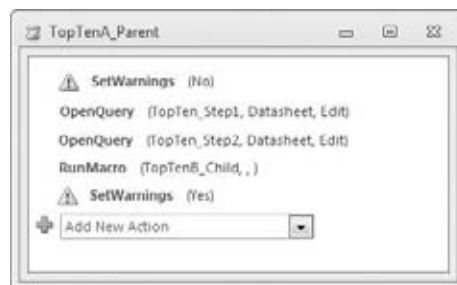 TopTenA_Parent
SetWarnings (No)
OpenQuery (TopTen_Step1, Datasheet, Edit)
OpenQuery (TopTen_Step2, Datasheet, Edit)
RunMacro (TopTenB_Child, , )
SetWarnings (Yes)
Add New Action